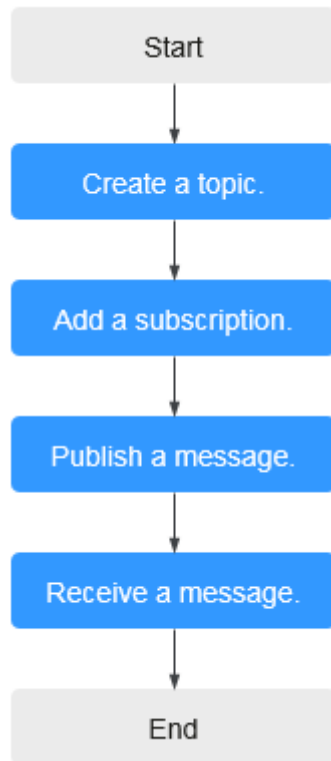 Start
Create a topic.
Add a subscription.
Publish a message.
Receive a message.
End